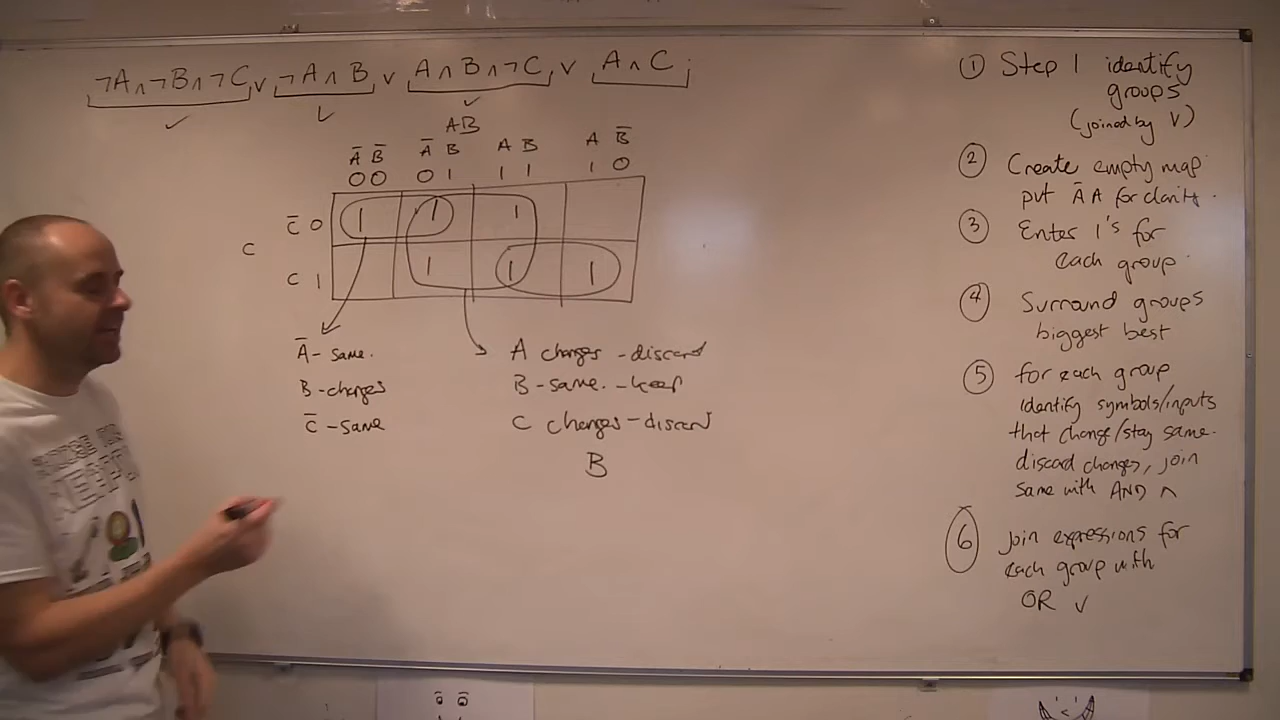 ¬A∧¬B∧¬C ∨ ¬A∧B ∨ A∧B∧¬C ∨ A∧C
AB
A̅ B̅ A̅ B A B A B̅
0 0 0 1 1 1 1 0
C̅ 0 1 1 1
C
C 1 1 1 1
A̅ - same.
B - changes
C̅ - same
A changes - discard
B - same. - keep
C changes - discard
B
① Step 1 identify
groups
(joined by ∨)
② Create empty map
put A̅ A for clarity.
③ Enter 1's for
each group
④ Surround groups
biggest best
⑤ for each group
identify symbols/inputs
that change/stay same.
discard changes, join
same with AND ∧
⑥ join expressions for
each group with
OR ∨